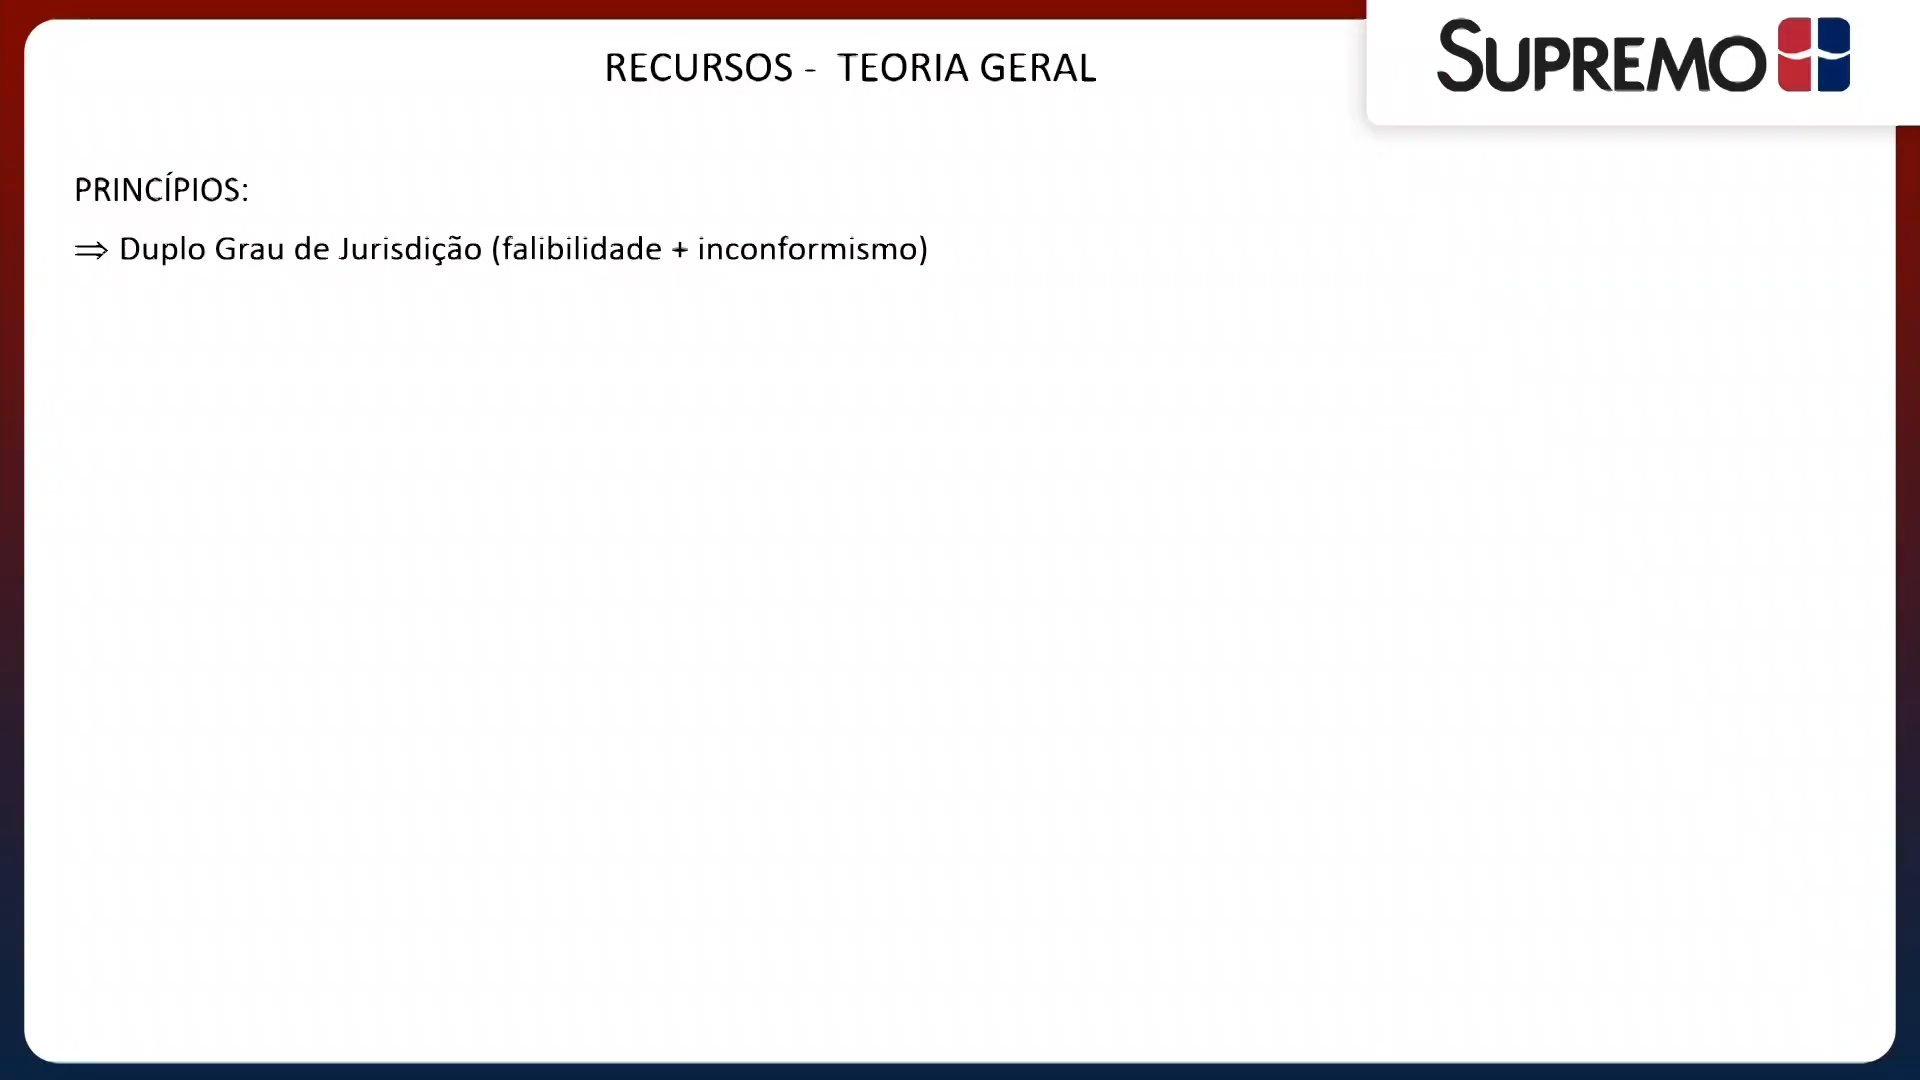 RECURSOS - TEORIA GERAL
SUPREMO
PRINCÍPIOS:
⇒ Duplo Grau de Jurisdição (falibilidade + inconformismo)